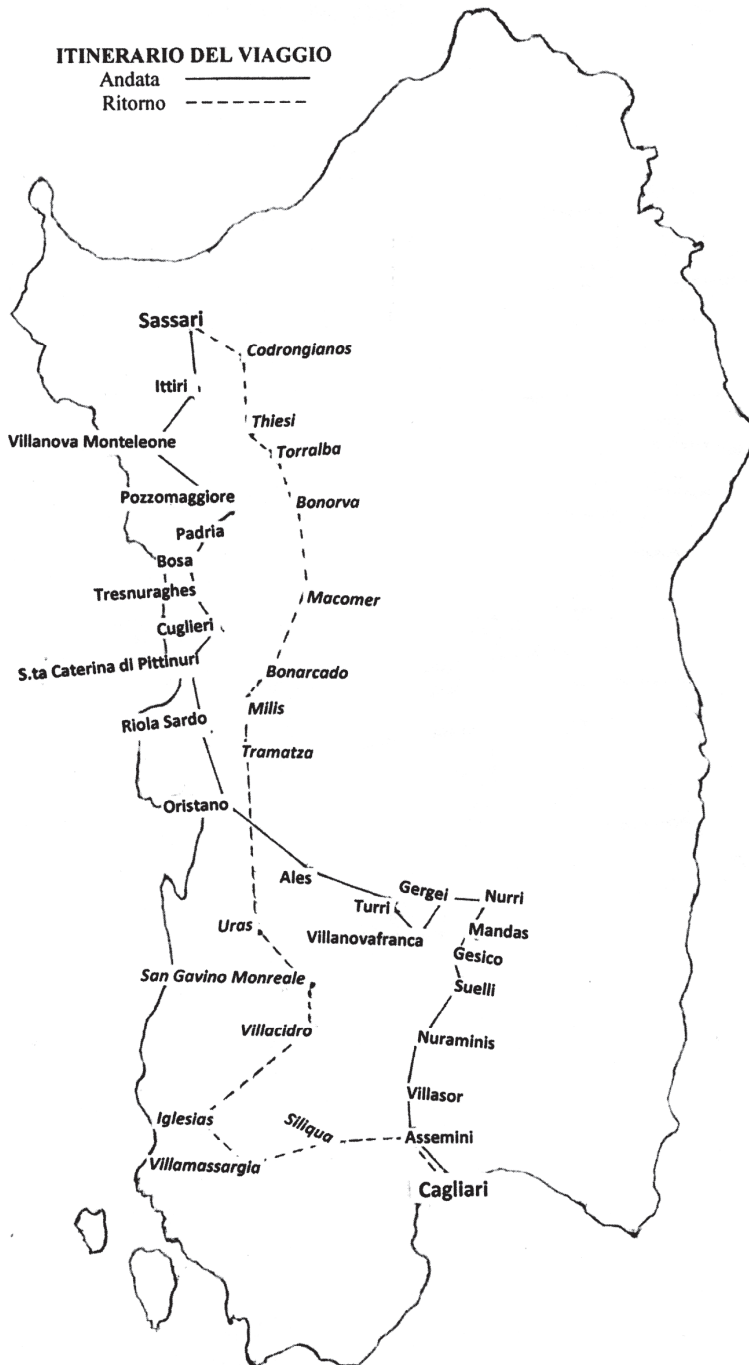 ITINERARIO DEL VIAGGIO
Andata
Ritorno
Sassari
Codrongianos
Ittiri
Thiesi
Villanova Monteleone
Torralba
Pozzomaggiore
Bonorva
Padria
Bosa
Tresnuraghes
Macomer
Cuglieri
S.ta Caterina di Pittinuri
Bonarcado
Milis
Riola Sardo
Tramatza
Oristano
Ales
Gergei
Nurri
Turri
Uras
Villanovafranca
Mandas
Gesico
San Gavino Monreale
Suelli
Villacidro
Nuraminis
Villasor
Iglesias
Siliqua
Assemini
Villamassargia
Cagliari